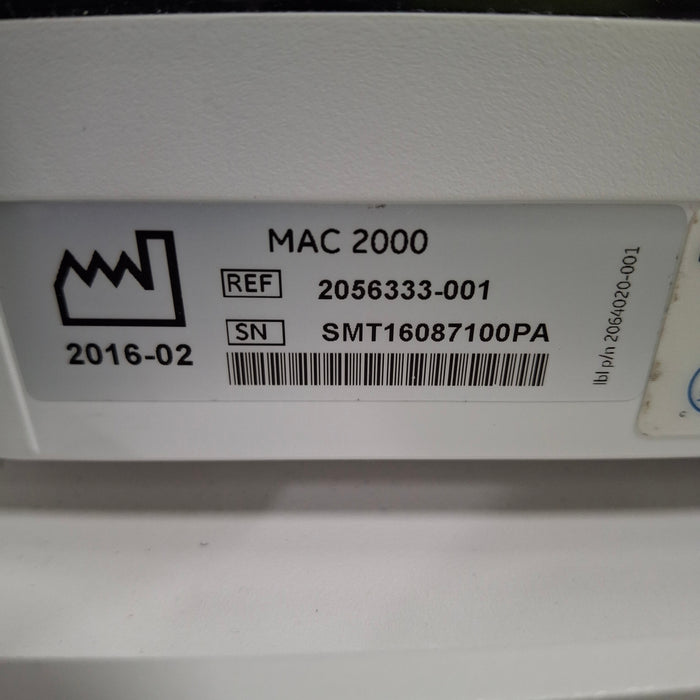 MAC 2000
REF 2056333-001
SN SMT16087100PA
2016-02
lbl p/n 2064020-001